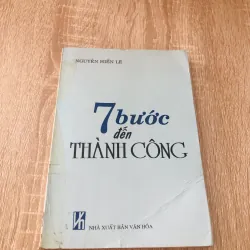 NGUYỄN HIẾN LÊ
7 bước
đến
THÀNH CÔNG
NHÀ XUẤT BẢN VĂN HÓA